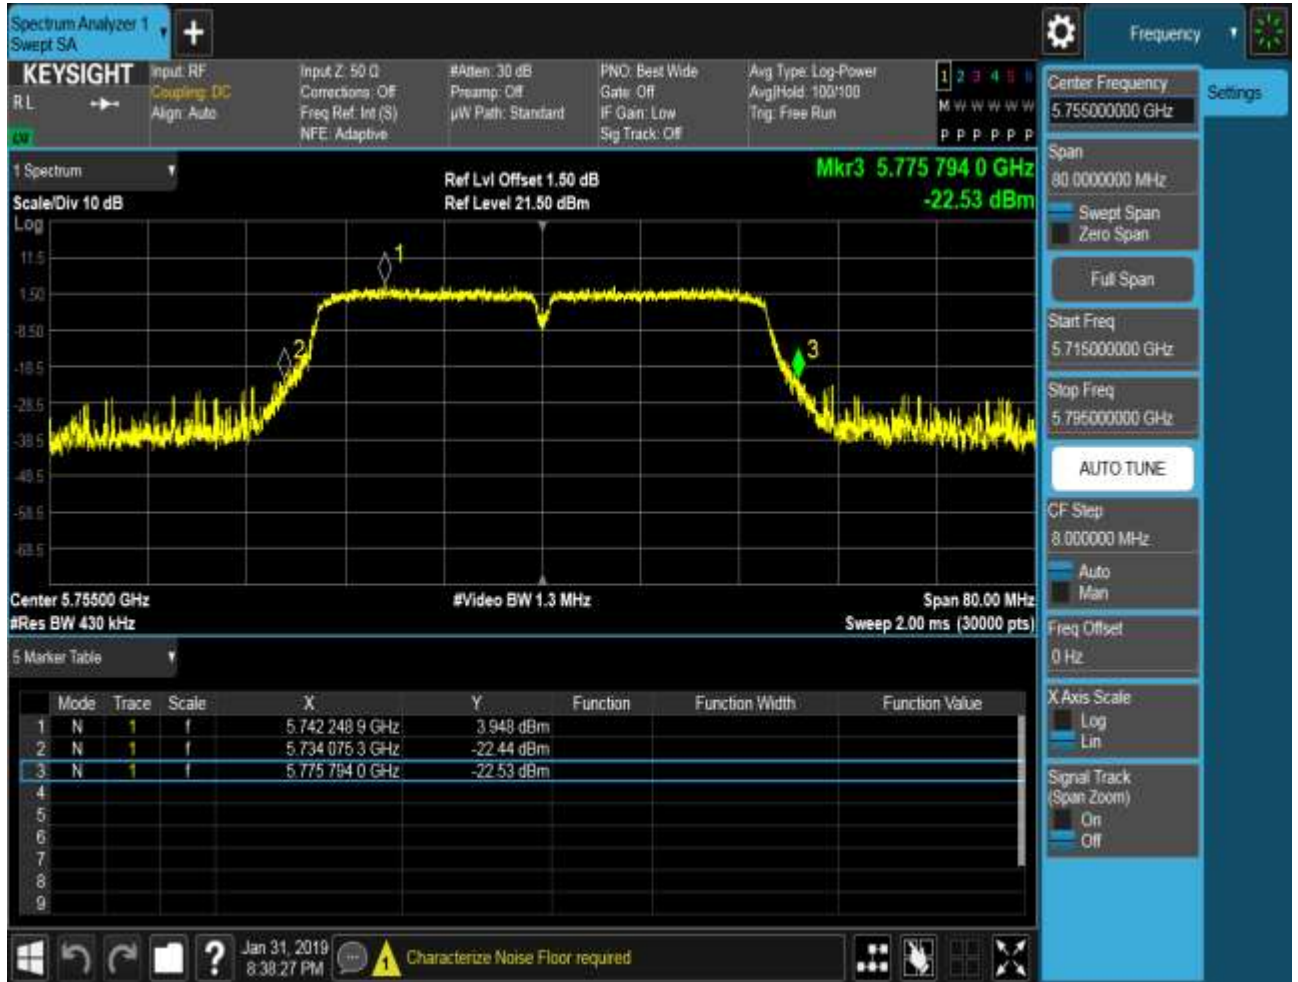 Spectrum Analyzer 1
Swept SA
Frequency
KEYSIGHT
R L
Input: RF
Coupling: DC
Align: Auto
Input Z: 50 Ω
Corrections: Off
Freq Ref: Int (S)
NFE: Adaptive
#Atten: 30 dB
Preamp: Off
µW Path: Standard
PNO: Best Wide
Gate: Off
IF Gain: Low
Sig Track: Off
Avg Type: Log-Power
Avg|Hold: 100/100
Trig: Free Run
1 2 3 4 5 6
M W W W W W
P P P P P P
1 Spectrum
Scale/Div 10 dB
Ref Lvl Offset 1.50 dB
Ref Level 21.50 dBm
Mkr3 5.775 794 0 GHz
-22.53 dBm
Log
11.5
1.50
-8.50
-18.5
-28.5
-38.5
-48.5
-58.5
-68.5
1
2
3
Center 5.75500 GHz
#Res BW 430 kHz
#Video BW 1.3 MHz
Span 80.00 MHz
Sweep 2.00 ms (30000 pts)
5 Marker Table
Mode Trace Scale X Y Function Function Width Function Value
1 N 1 f 5.742 248 9 GHz 3.948 dBm
2 N 1 f 5.734 075 3 GHz -22.44 dBm
3 N 1 f 5.775 794 0 GHz -22.53 dBm
4
5
6
7
8
9
Jan 31, 2019
8:38:27 PM
1
Characterize Noise Floor required
?
Settings
Center Frequency
5.755000000 GHz
Span
80.0000000 MHz
Swept Span
Zero Span
Full Span
Start Freq
5.715000000 GHz
Stop Freq
5.795000000 GHz
AUTO TUNE
CF Step
8.000000 MHz
Auto
Man
Freq Offset
0 Hz
X Axis Scale
Log
Lin
Signal Track
(Span Zoom)
On
Off